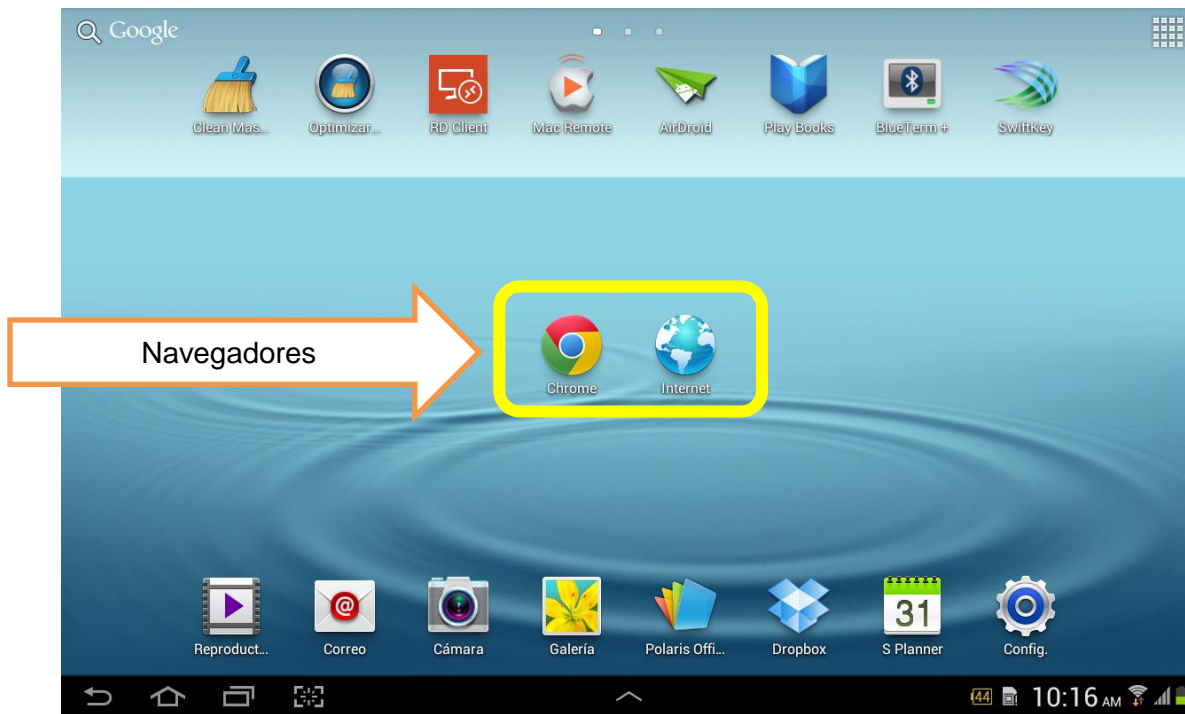 Google
Clean Mas... Optimizar... RD Client Mac Remote AirDroid Play Books BlueTerm + SwiftKey
Navegadores
Chrome Internet
31
Reproduct... Correo Cámara Galería Polaris Offi... Dropbox S Planner Config.
44 10:16 AM